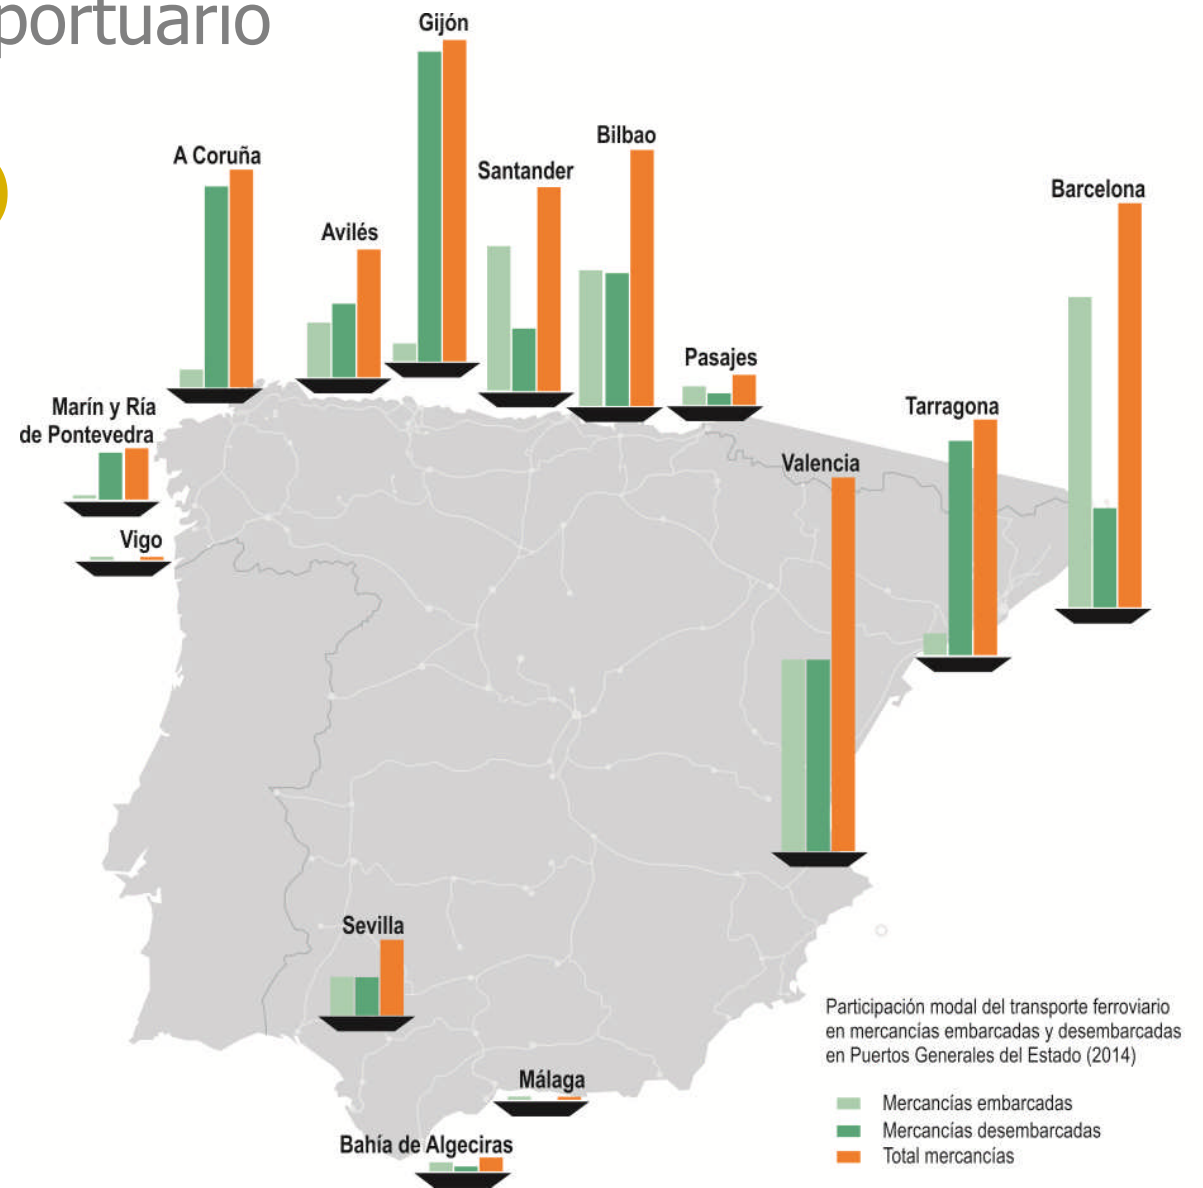 portuario
Gijón
Bilbao
A Coruña
Santander
Barcelona
Avilés
Pasajes
Marín y Ría
de Pontevedra
Tarragona
Valencia
Vigo
Sevilla
Participación modal del transporte ferroviario
en mercancías embarcadas y desembarcadas
en Puertos Generales del Estado (2014)
Málaga
Mercancías embarcadas
Mercancías desembarcadas
Bahía de Algeciras
Total mercancías